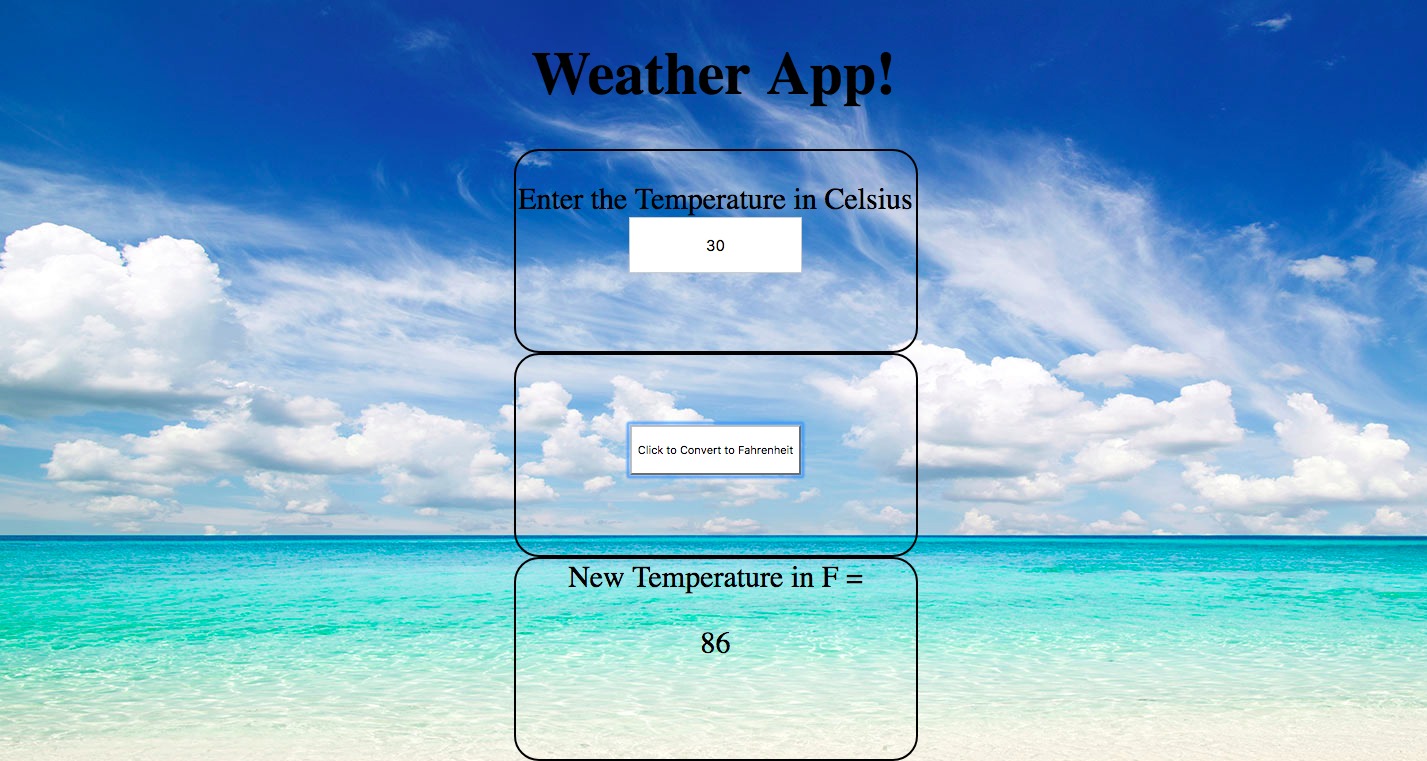 Weather App!
Enter the Temperature in Celsius
30
Click to Convert to Fahrenheit
New Temperature in F =
86